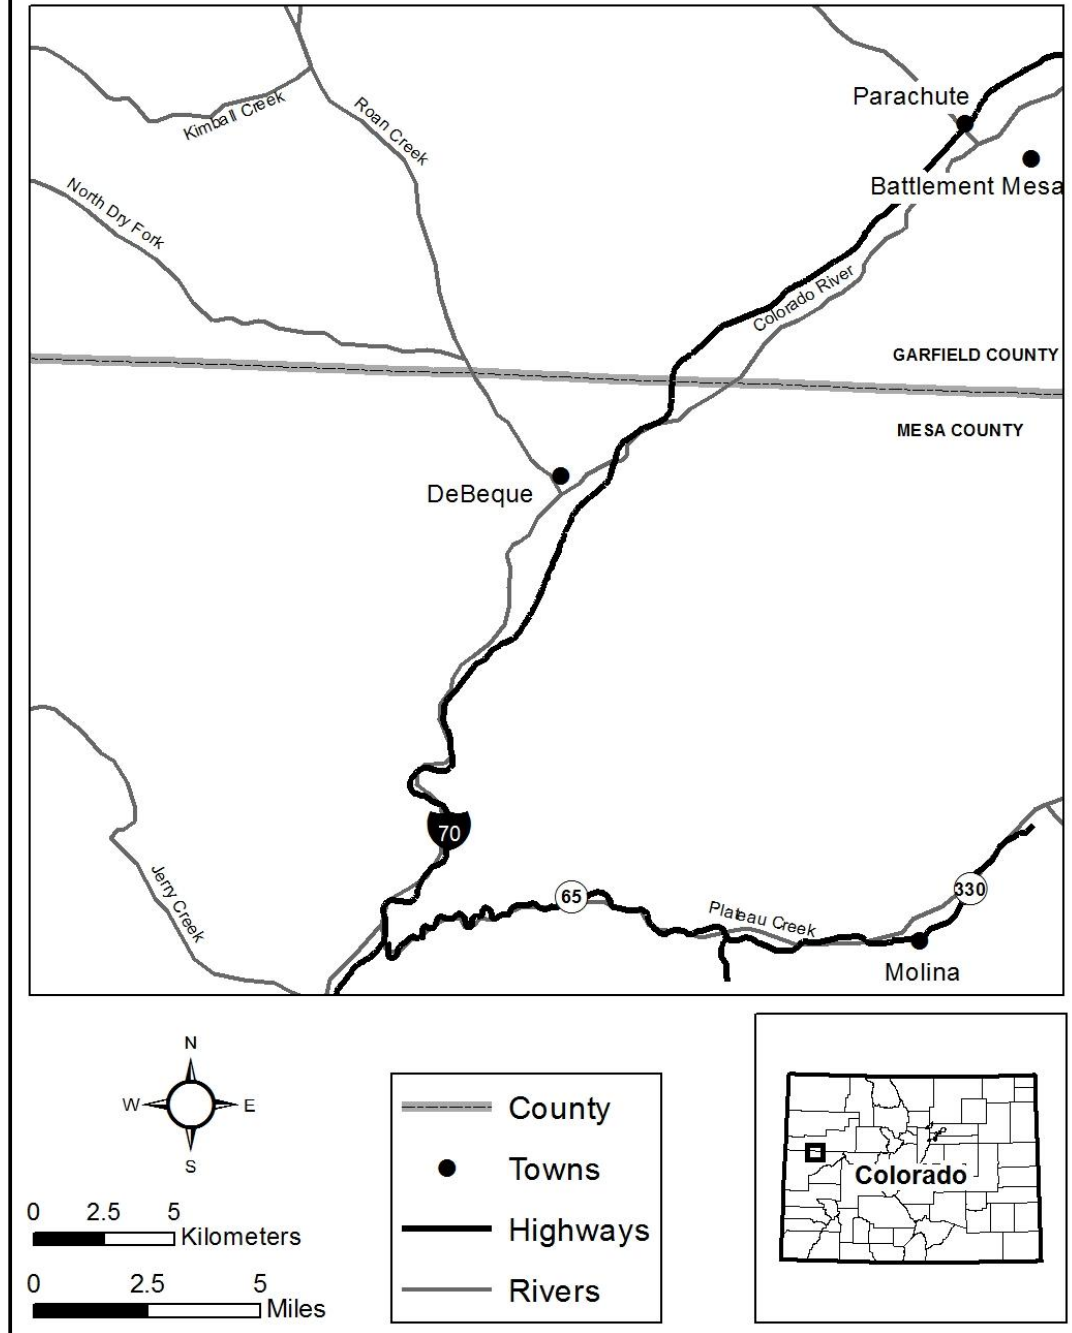 Parachute
Kimball Creek
Roan Creek
Battlement Mesa
North Dry Fork
Colorado River
GARFIELD COUNTY
MESA COUNTY
DeBeque
70
Jerry Creek
65
330
Plateau Creek
Molina
N
W E
S
0 2.5 5
Kilometers
0 2.5 5
Miles
County
Towns
Highways
Rivers
Colorado